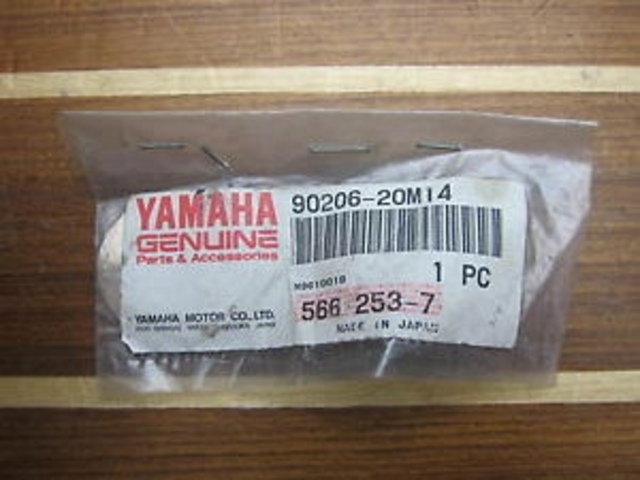 YAMAHA
GENUINE
Parts & Accessories
YAMAHA MOTOR CO., LTD.
90206-20M14
1 PC
566 253-7
MADE IN JAPAN